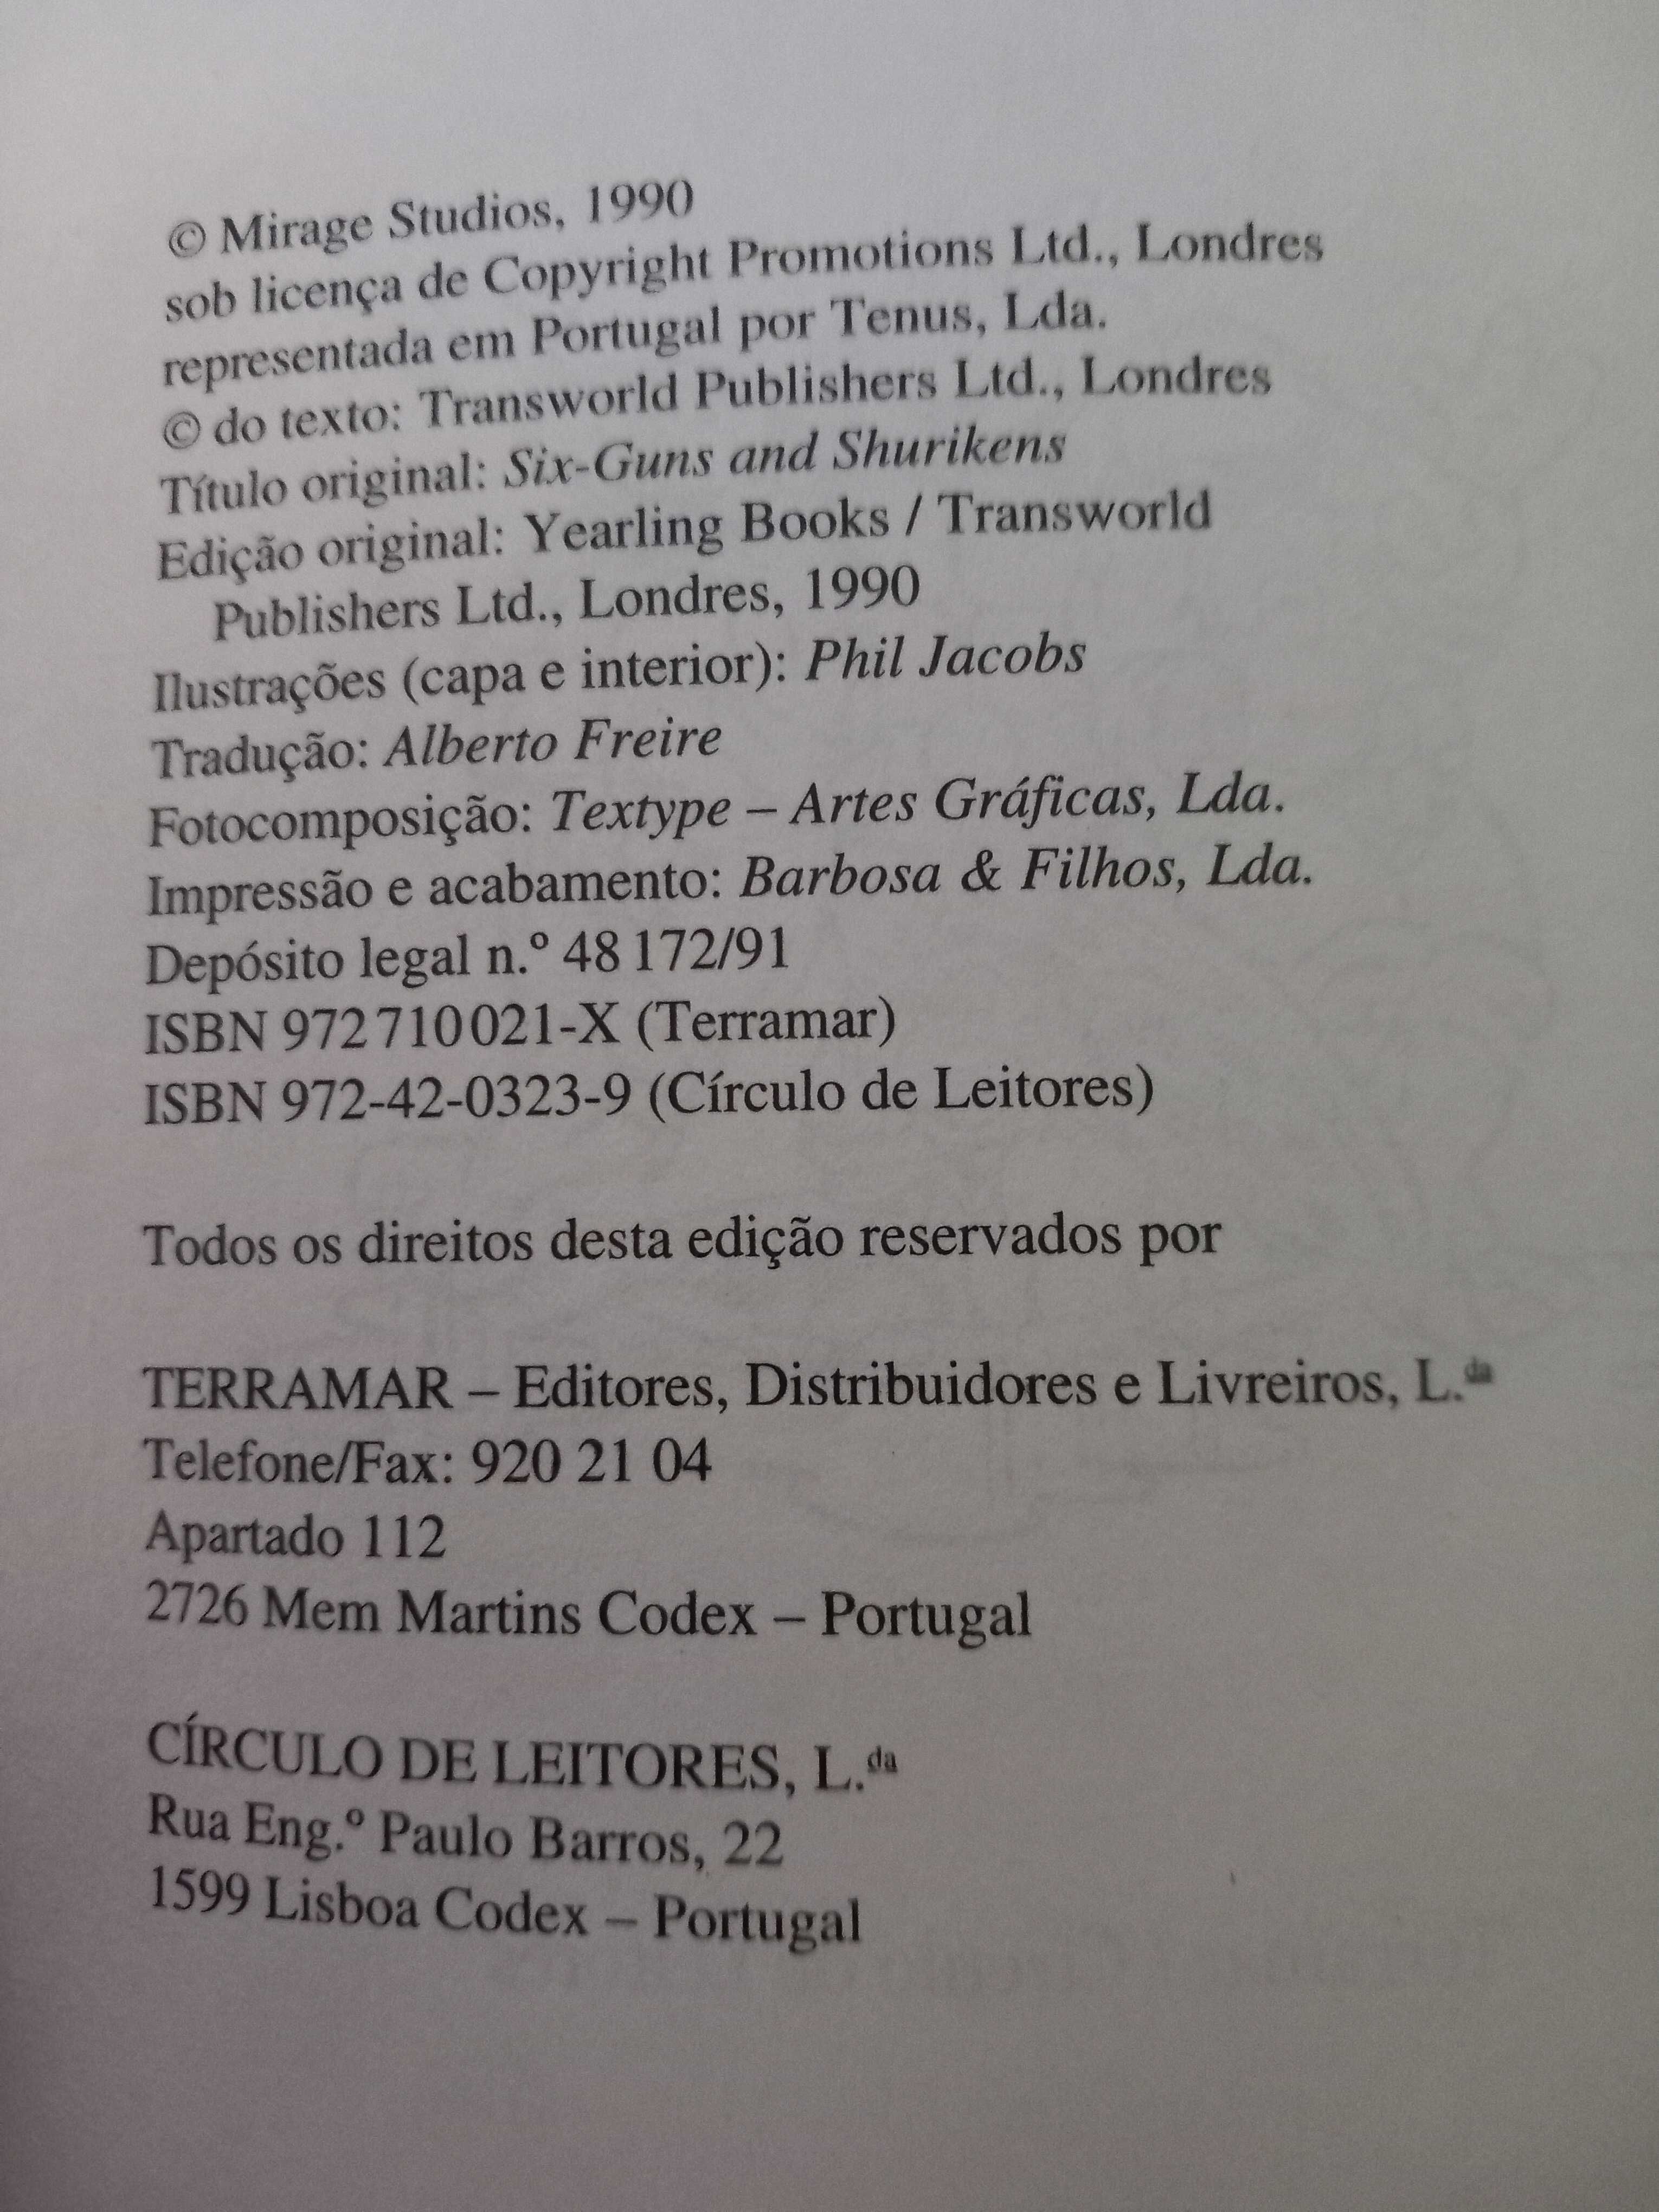 © Mirage Studios, 1990
sob licença de Copyright Promotions Ltd., Londres
representada em Portugal por Tenus, Lda.
© do texto: Transworld Publishers Ltd., Londres
Título original: Six-Guns and Shurikens
Edição original: Yearling Books / Transworld
Publishers Ltd., Londres, 1990
Ilustrações (capa e interior): Phil Jacobs
Tradução: Alberto Freire
Fotocomposição: Textype – Artes Gráficas, Lda.
Impressão e acabamento: Barbosa & Filhos, Lda.
Depósito legal n.º 48 172/91
ISBN 972 710 021-X (Terramar)
ISBN 972-42-0323-9 (Círculo de Leitores)
Todos os direitos desta edição reservados por
TERRAMAR – Editores, Distribuidores e Livreiros, L.da
Telefone/Fax: 920 21 04
Apartado 112
2726 Mem Martins Codex – Portugal
CÍRCULO DE LEITORES, L.da
Rua Eng.º Paulo Barros, 22
1599 Lisboa Codex – Portugal